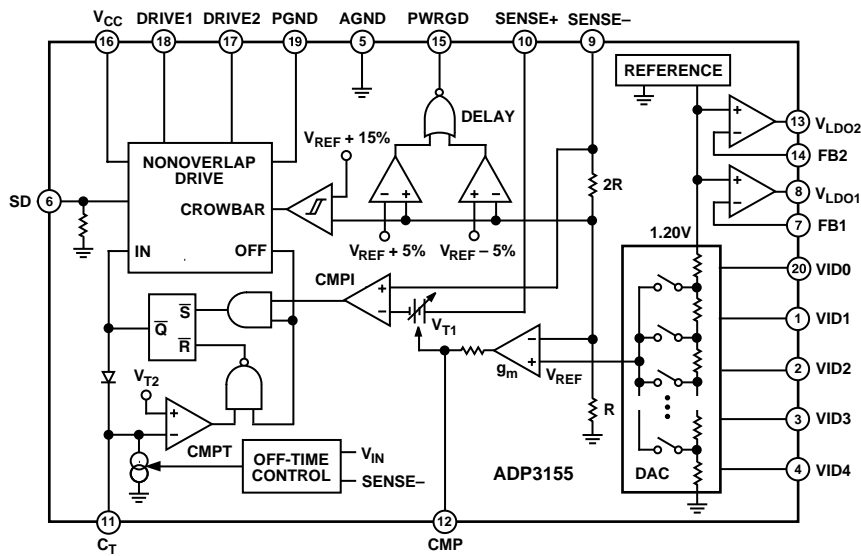 VCC DRIVE1 DRIVE2 PGND AGND PWRGD SENSE+ SENSE–
16 18 17 19 5 15 10 9
REFERENCE
DELAY
VREF + 15%
+
–
13 VLDO2
14 FB2
NONOVERLAP
DRIVE
– + + –
2R
+
–
8 VLDO1
SD 6
CROWBAR
7 FB1
VREF + 5% VREF – 5%
1.20V
IN OFF
20 VID0
CMPI
+
–
S
Q
R
VT1
1 VID1
–
+
gm VREF
2 VID2
VT2
+
–
R
3 VID3
CMPT
OFF-TIME
CONTROL
VIN
SENSE–
ADP3155
DAC
4 VID4
11 12
CT CMP